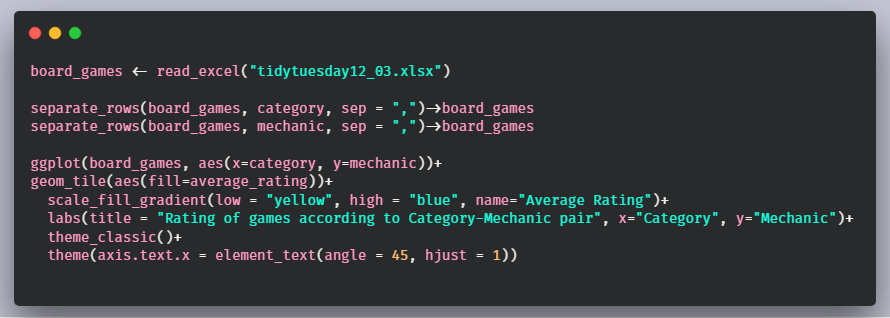 board_games <- read_excel("tidytuesday12_03.xlsx")
separate_rows(board_games, category, sep = ",")->board_games
separate_rows(board_games, mechanic, sep = ",")->board_games
ggplot(board_games, aes(x=category, y=mechanic))+
geom_tile(aes(fill=average_rating))+
  scale_fill_gradient(low = "yellow", high = "blue", name="Average Rating")+
  labs(title = "Rating of games according to Category-Mechanic pair", x="Category", y="Mechanic")+
  theme_classic()+
  theme(axis.text.x = element_text(angle = 45, hjust = 1))